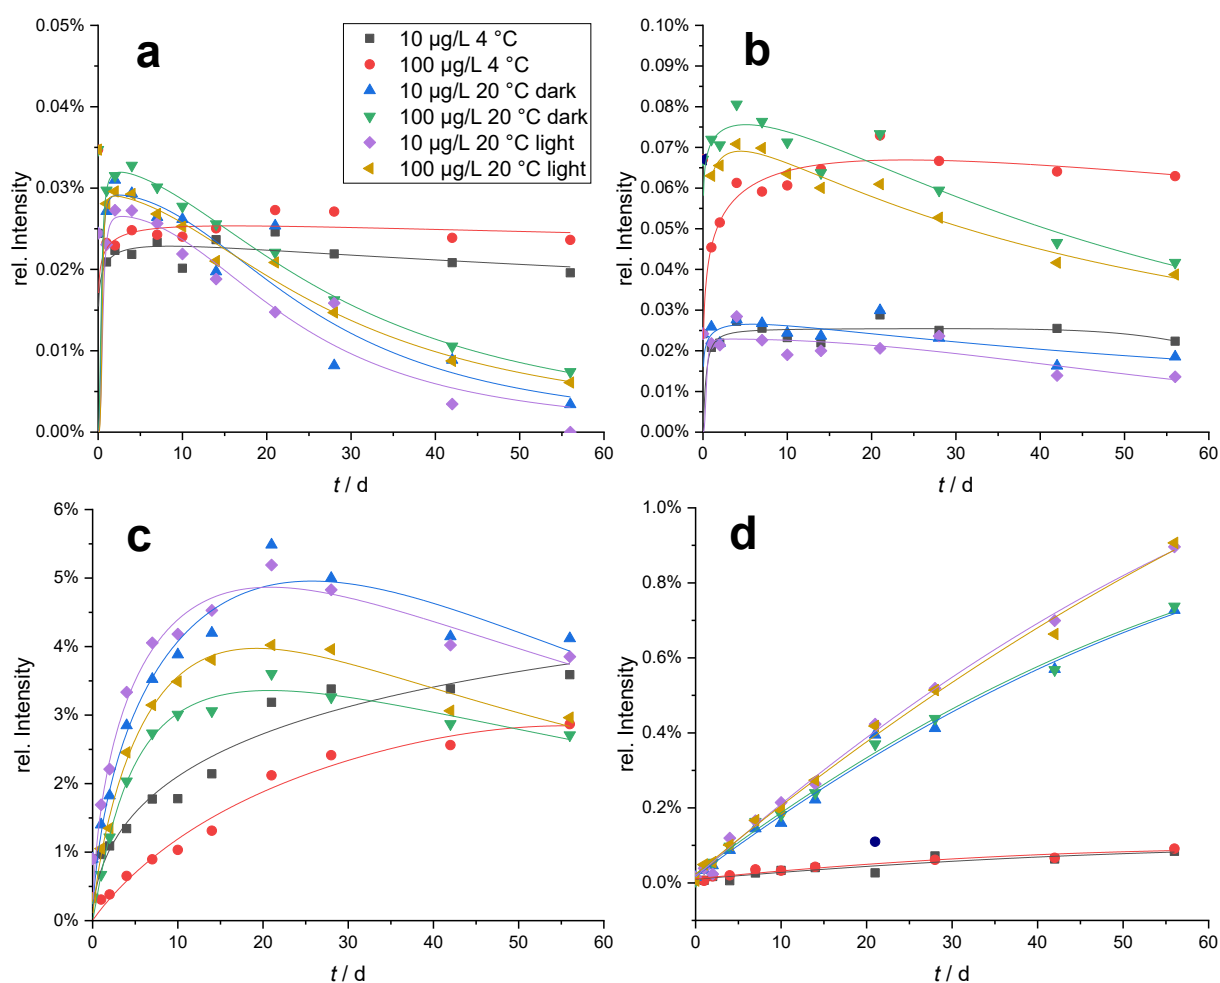 a
10 µg/L 4 °C
100 µg/L 4 °C
10 µg/L 20 °C dark
100 µg/L 20 °C dark
10 µg/L 20 °C light
100 µg/L 20 °C light
0.05%
0.04%
0.03%
0.02%
0.01%
0.00%
rel. Intensity
0 10 20 30 40 50 60
t / d
b
0.10%
0.09%
0.08%
0.07%
0.06%
0.05%
0.04%
0.03%
0.02%
0.01%
0.00%
rel. Intensity
0 10 20 30 40 50 60
t / d
c
6%
5%
4%
3%
2%
1%
0%
rel. Intensity
0 10 20 30 40 50 60
t / d
d
1.0%
0.8%
0.6%
0.4%
0.2%
0.0%
rel. Intensity
0 10 20 30 40 50 60
t / d